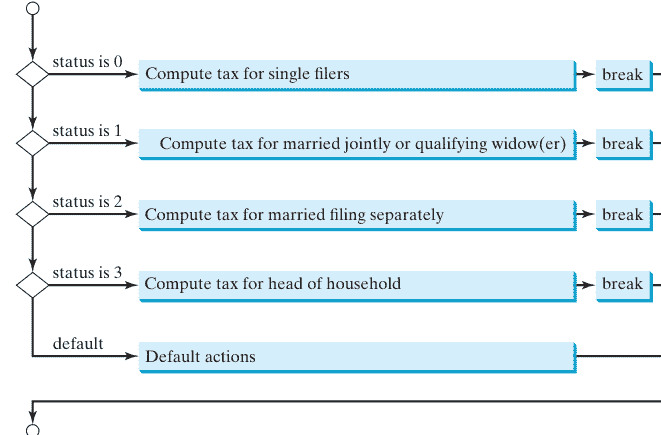 status is 0
Compute tax for single filers
break
status is 1
Compute tax for married jointly or qualifying widow(er)
break
status is 2
Compute tax for married filing separately
break
status is 3
Compute tax for head of household
break
default
Default actions